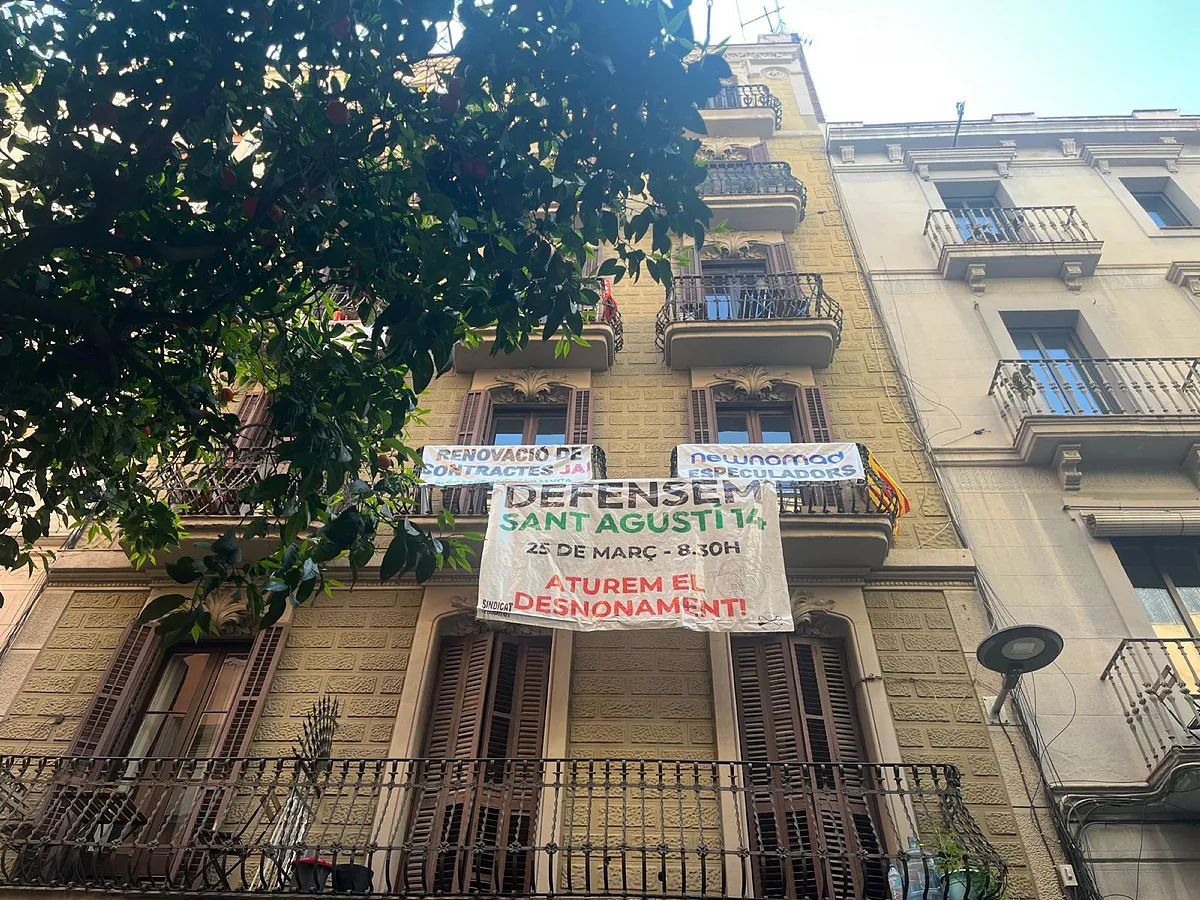 RENOVACIÓ DE
CONTRACTES JA!
newnomad
ESPECULADORS
DEFENSEM
SANT AGUSTÍ 14
25 DE MARÇ - 8.30H
ATUREM EL
DESNONAMENT!
SINDICAT